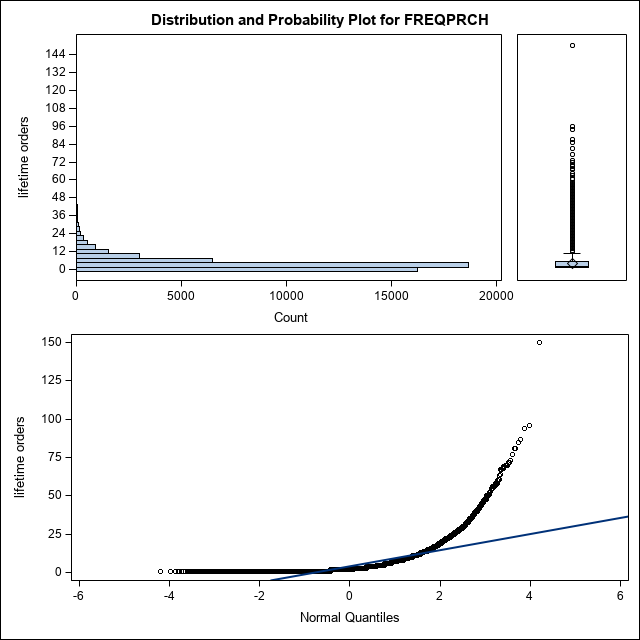 Distribution and Probability Plot for FREQPRCH
lifetime orders
144
132
120
108
96
84
72
60
48
36
24
12
0
0 5000 10000 15000 20000
Count
lifetime orders
150
125
100
75
50
25
0
-6 -4 -2 0 2 4 6
Normal Quantiles